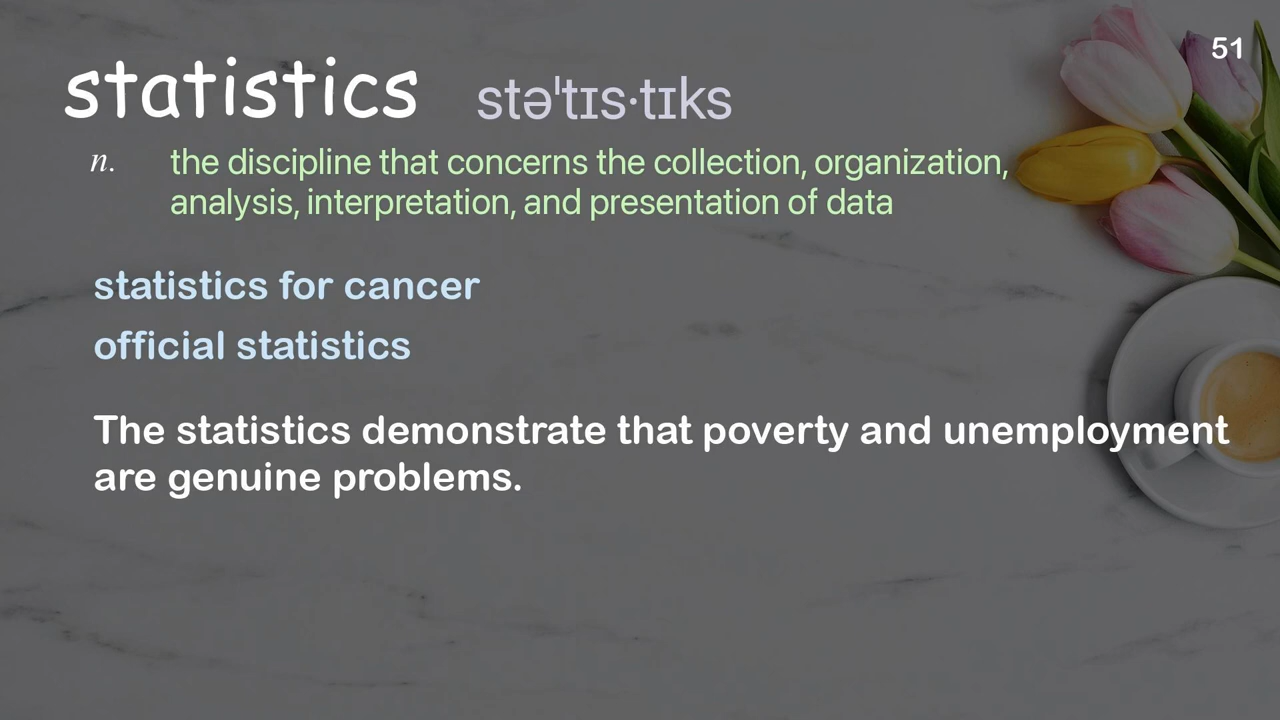 51
statistics stəˈtɪs·tɪks
n. the discipline that concerns the collection, organization,
analysis, interpretation, and presentation of data
statistics for cancer
official statistics
The statistics demonstrate that poverty and unemployment
are genuine problems.